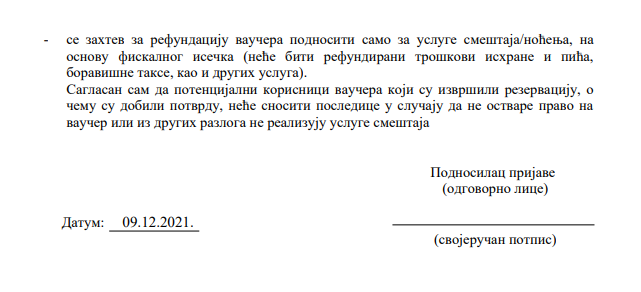 - се захтев за рефундацију ваучера подносити само за услуге смештаја/ноћења, на
основу фискалног исечка (неће бити рефундирани трошкови исхране и пића,
боравишне таксе, као и других услуга).
Сагласан сам да потенцијални корисници ваучера који су извршили резервацију, о
чему су добили потврду, неће сносити последице у случају да не остваре право на
ваучер или из других разлога не реализују услуге смештаја
Подносилац пријаве
(одговорно лице)
Датум: 09.12.2021.
(својеручан потпис)